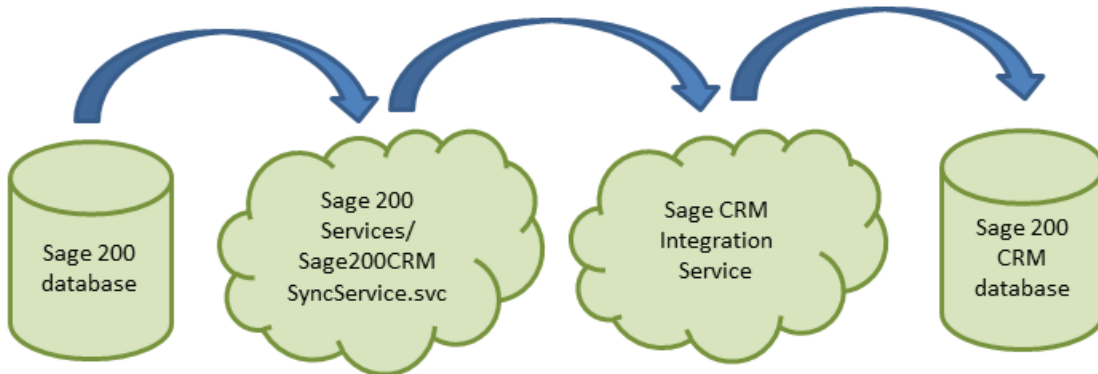 Sage 200
database
Sage 200
Services/
Sage200CRM
SyncService.svc
Sage CRM
Integration
Service
Sage 200
CRM
database